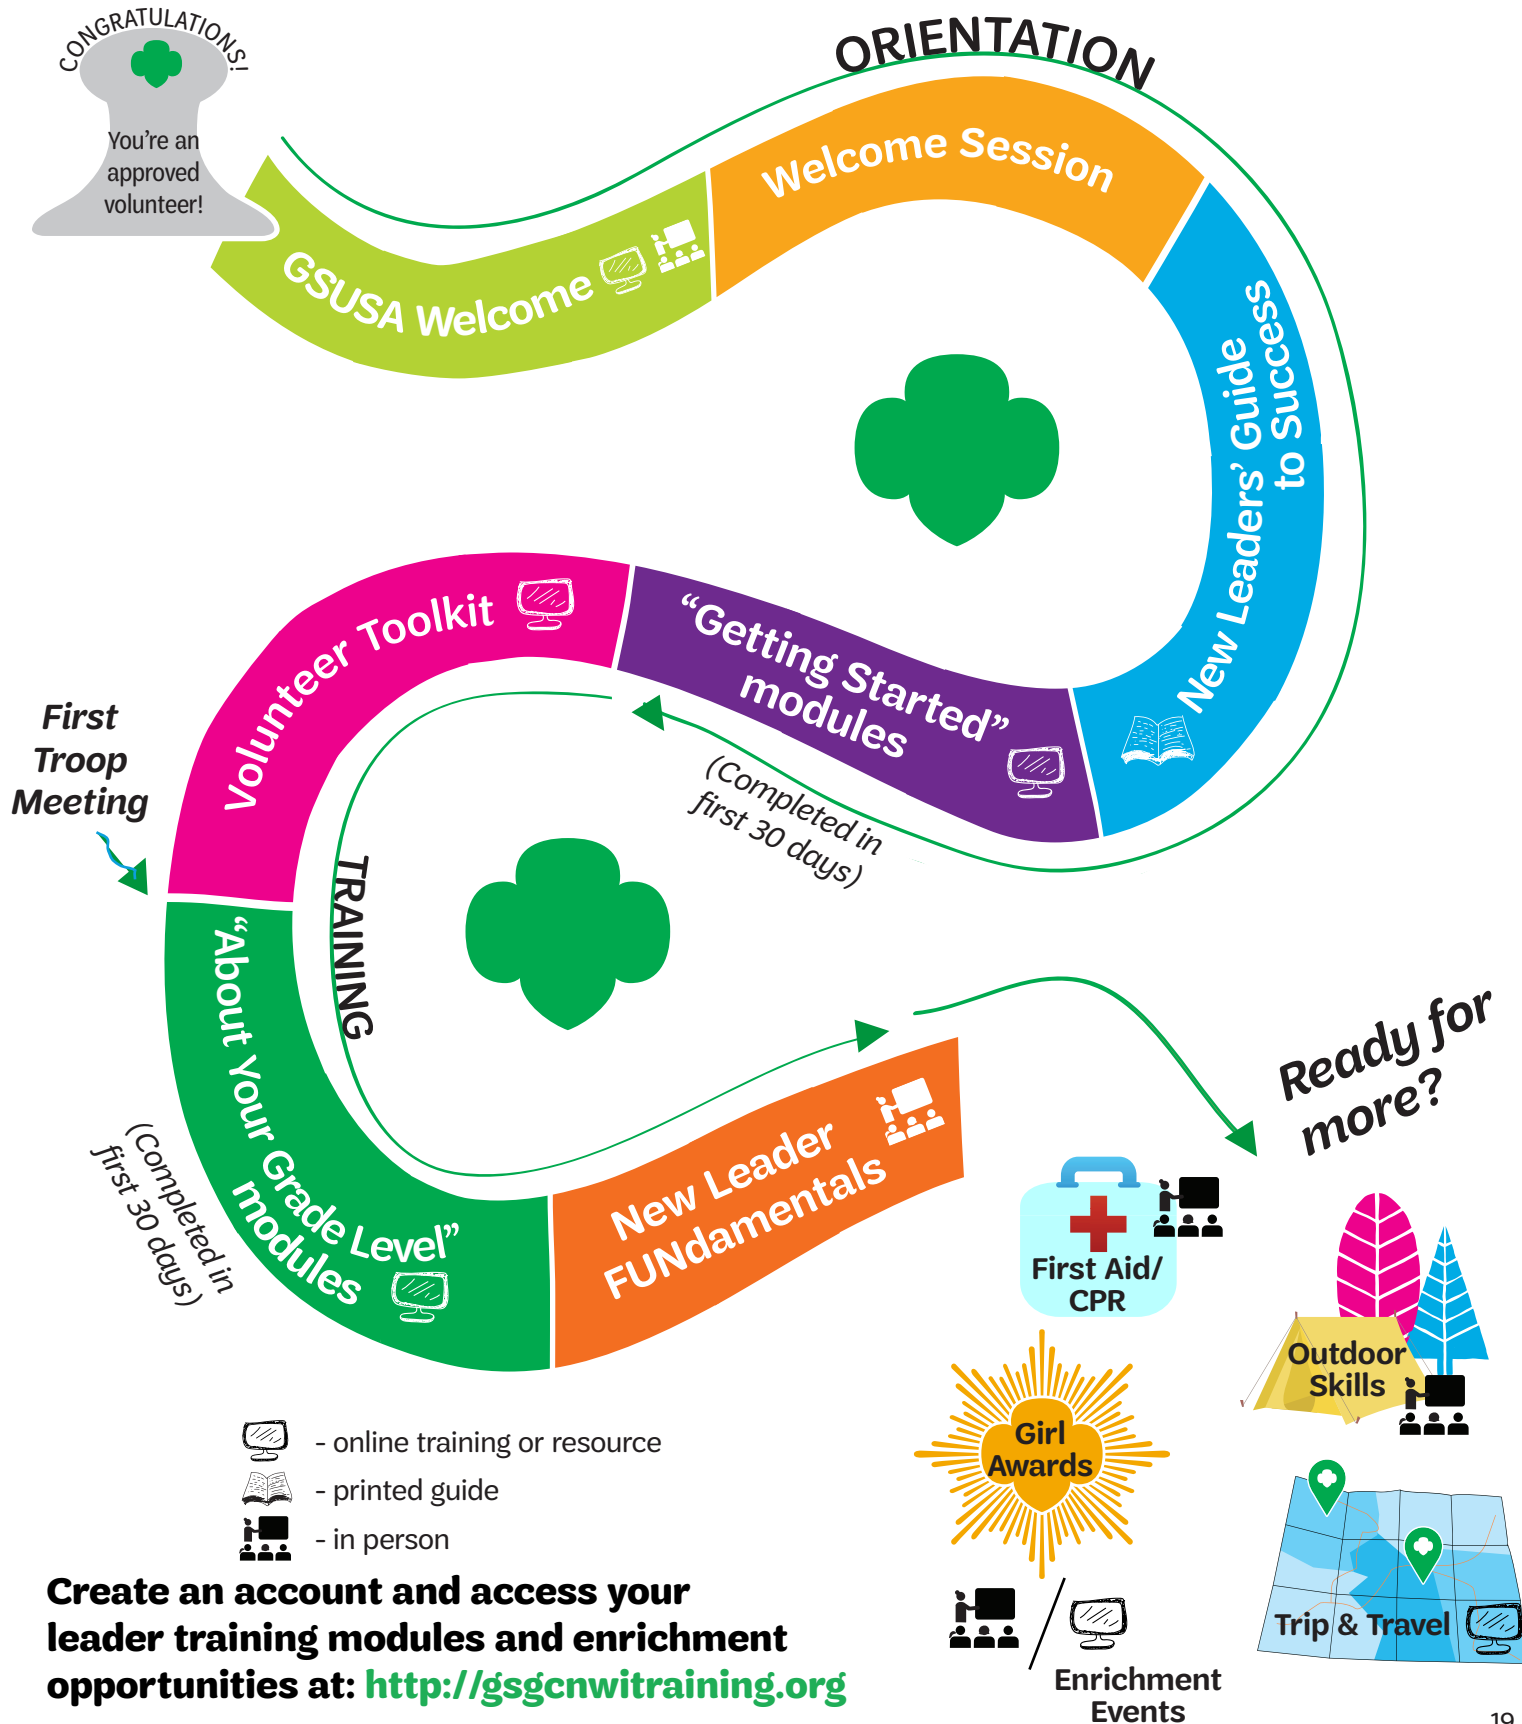 CONGRATULATIONS!
You're an
approved
volunteer!
ORIENTATION
GSUSA Welcome
Welcome Session
New Leaders' Guide
to Success
“Getting Started”
modules
(Completed in
first 30 days)
Volunteer Toolkit
First
Troop
Meeting
TRAINING
“About Your Grade Level”
modules
(Completed in
first 30 days)
New Leader
FUNdamentals
Ready for
more?
First Aid/
CPR
Outdoor
Skills
Girl
Awards
Trip & Travel
Enrichment
Events
- online training or resource
- printed guide
- in person
Create an account and access your
leader training modules and enrichment
opportunities at: http://gsgcnwitraining.org
19